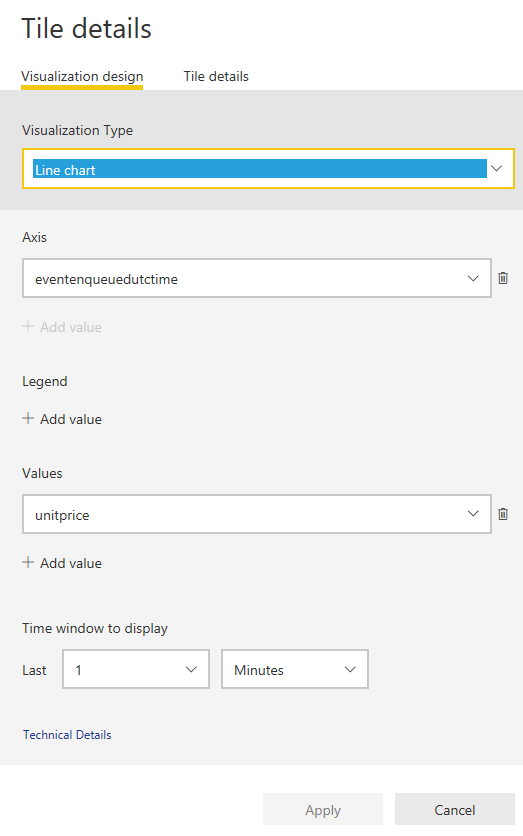 Tile details
Visualization design Tile details
Visualization Type
Line chart
Axis
eventenqueuedutctime
+ Add value
Legend
+ Add value
Values
unitprice
+ Add value
Time window to display
Last 1 Minutes
Technical Details
Apply Cancel